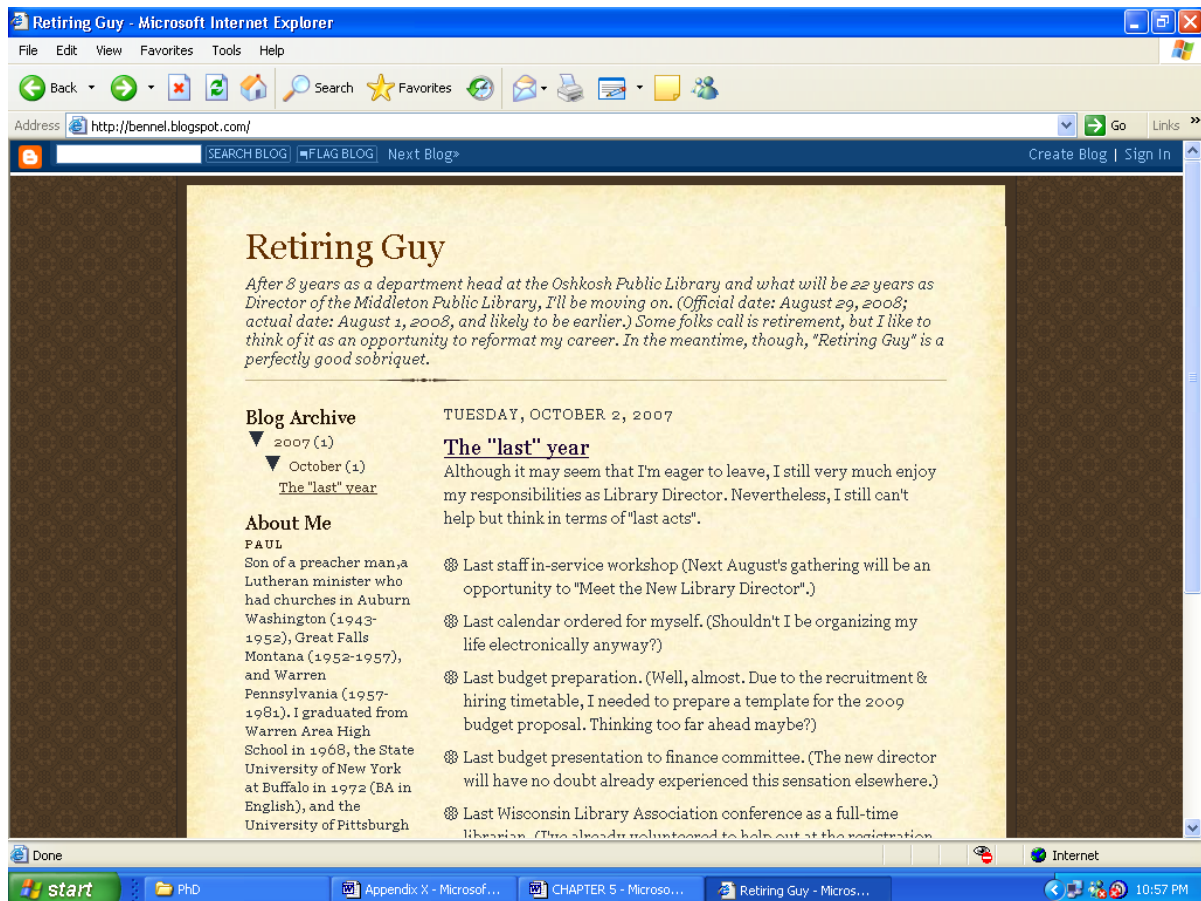 Retiring Guy - Microsoft Internet Explorer
File Edit View Favorites Tools Help
Back Search Favorites
Address http://bennel.blogspot.com/ Go Links »
SEARCH BLOG FLAG BLOG Next Blog» Create Blog | Sign In
Retiring Guy
After 8 years as a department head at the Oshkosh Public Library and what will be 22 years as
Director of the Middleton Public Library, I'll be moving on. (Official date: August 29, 2008;
actual date: August 1, 2008, and likely to be earlier.) Some folks call is retirement, but I like to
think of it as an opportunity to reformat my career. In the meantime, though, "Retiring Guy" is a
perfectly good sobriquet.
Blog Archive
▼ 2007 (1)
▼ October (1)
The "last" year
About Me
PAUL
Son of a preacher man,a
Lutheran minister who
had churches in Auburn
Washington (1943-
1952), Great Falls
Montana (1952-1957),
and Warren
Pennsylvania (1957-
1981). I graduated from
Warren Area High
School in 1968, the State
University of New York
at Buffalo in 1972 (BA in
English), and the
University of Pittsburgh
TUESDAY, OCTOBER 2, 2007
The "last" year
Although it may seem that I'm eager to leave, I still very much enjoy
my responsibilities as Library Director. Nevertheless, I still can't
help but think in terms of "last acts".
Last staff in-service workshop (Next August's gathering will be an
opportunity to "Meet the New Library Director".)
Last calendar ordered for myself. (Shouldn't I be organizing my
life electronically anyway?)
Last budget preparation. (Well, almost. Due to the recruitment &
hiring timetable, I needed to prepare a template for the 2009
budget proposal. Thinking too far ahead maybe?)
Last budget presentation to finance committee. (The new director
will have no doubt already experienced this sensation elsewhere.)
Last Wisconsin Library Association conference as a full-time
librarian. (I've already volunteered to help out at the registration
Done Internet
start PhD Appendix X - Microsof... CHAPTER 5 - Microso... Retiring Guy - Micros... 10:57 PM